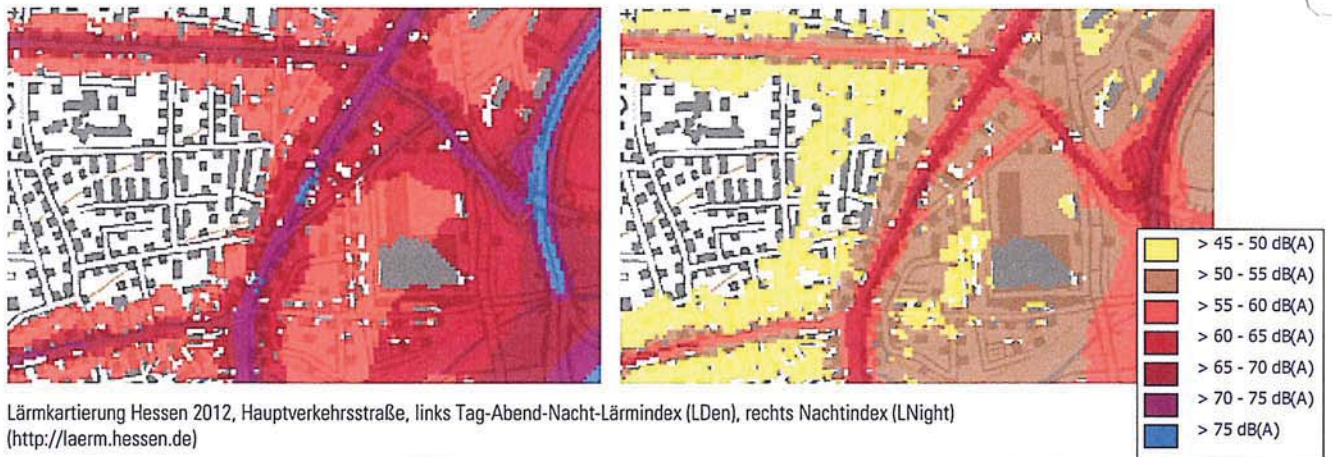 > 45 - 50 dB(A)
> 50 - 55 dB(A)
> 55 - 60 dB(A)
> 60 - 65 dB(A)
> 65 - 70 dB(A)
> 70 - 75 dB(A)
> 75 dB(A)
Lärmkartierung Hessen 2012, Hauptverkehrsstraße, links Tag-Abend-Nacht-Lärmindex (LDen), rechts Nachtindex (LNight)
(http://laerm.hessen.de)